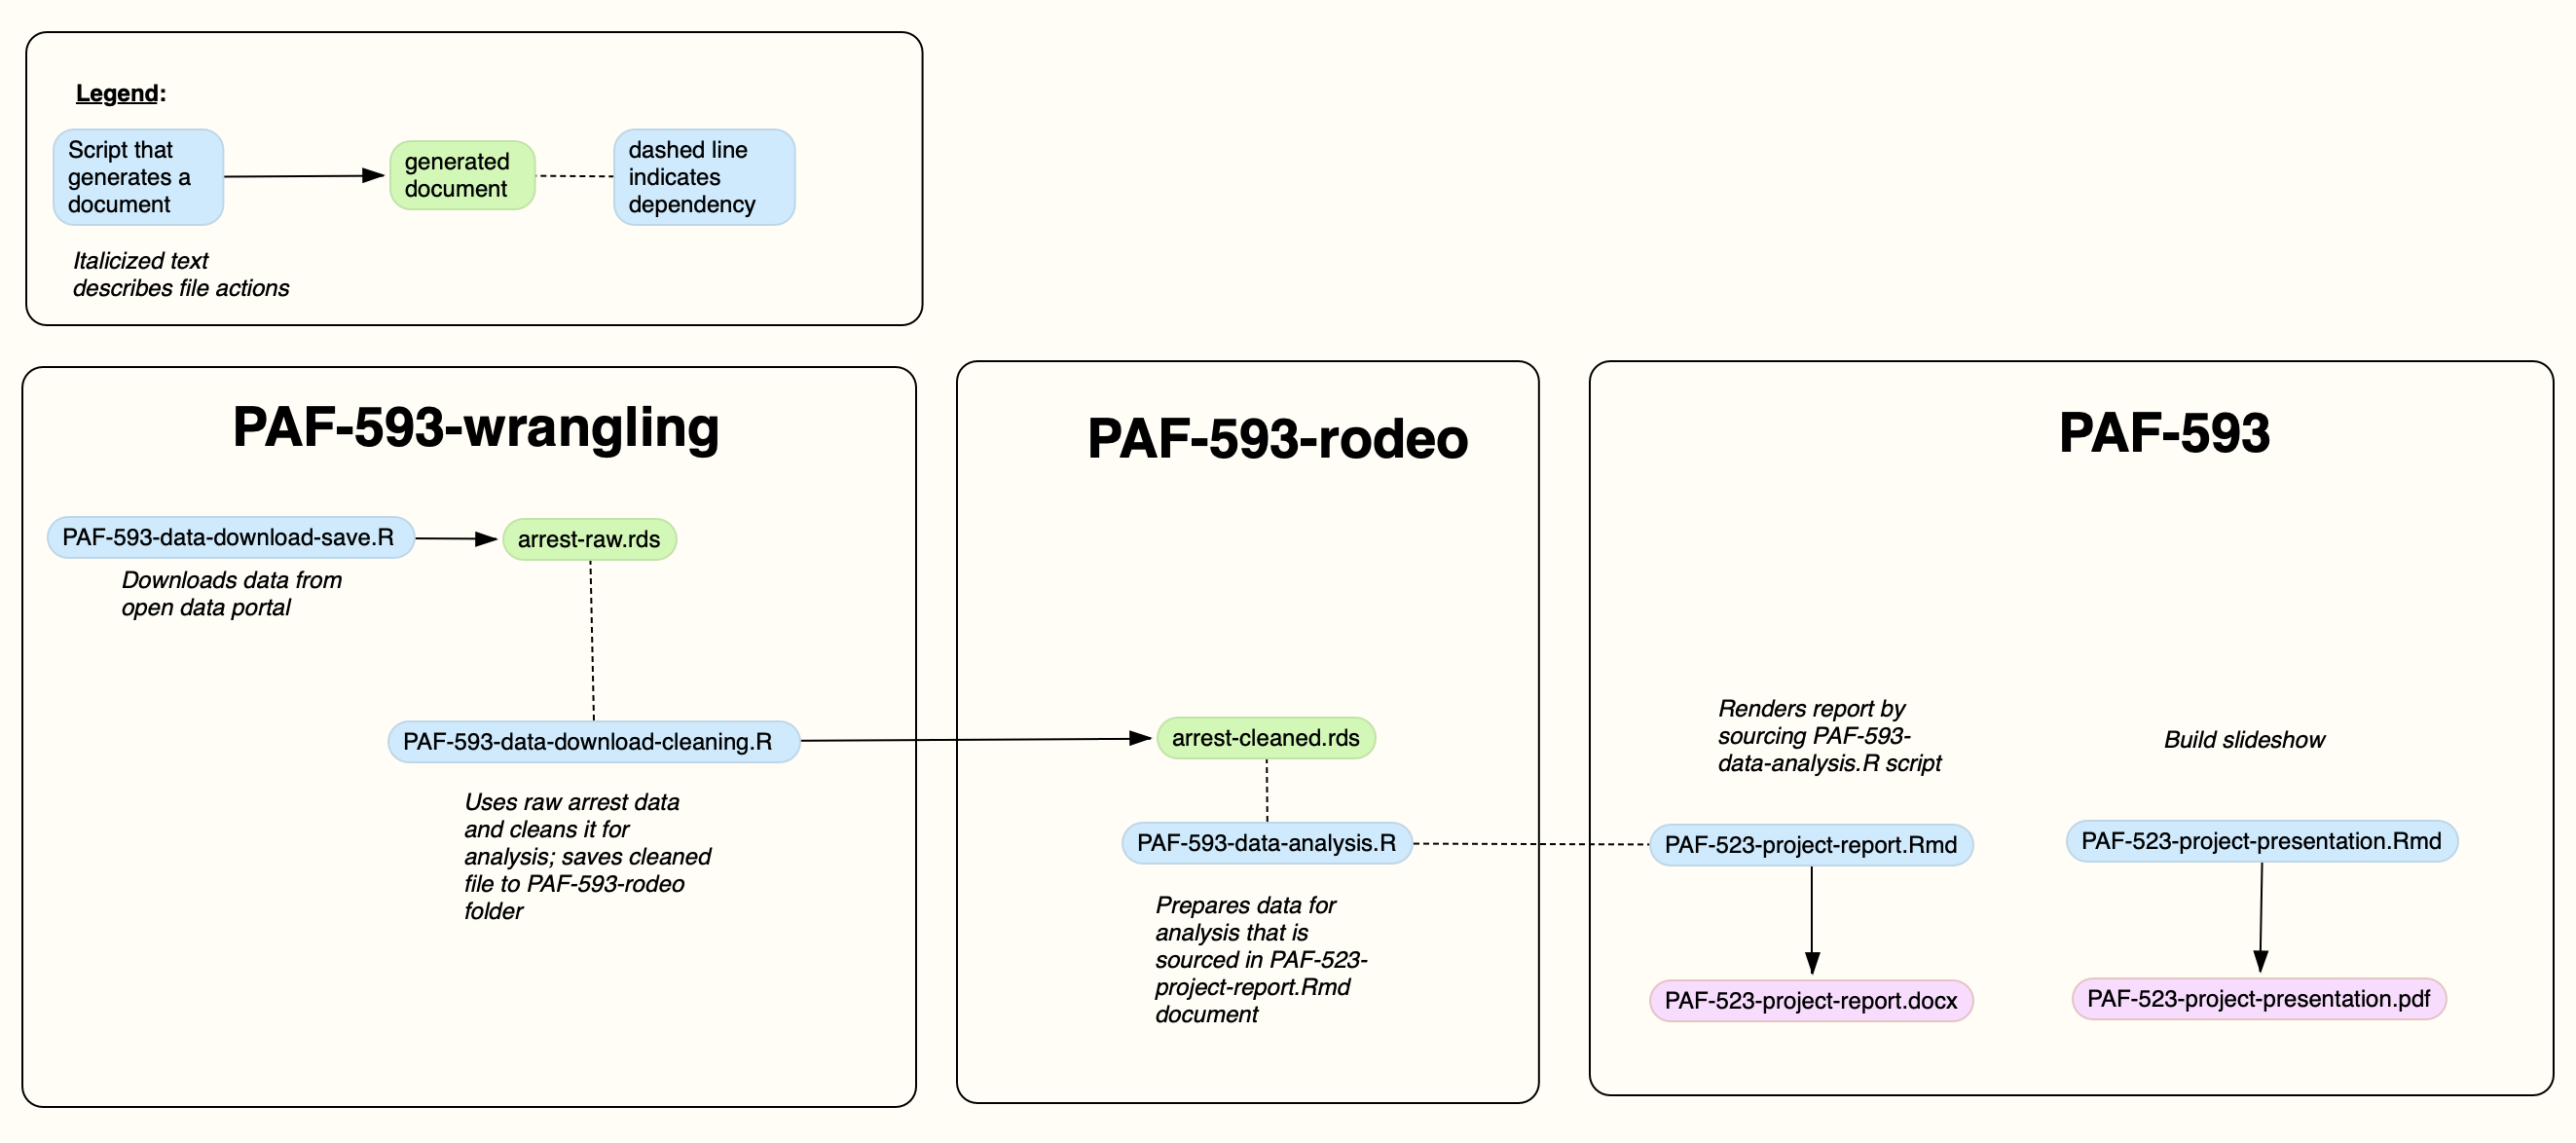 Legend:
Script that
generates a
document
generated
document
dashed line
indicates
dependency
Italicized text
describes file actions
PAF-593-wrangling
PAF-593-data-download-save.R
arrest-raw.rds
Downloads data from
open data portal
PAF-593-data-download-cleaning.R
Uses raw arrest data
and cleans it for
analysis; saves cleaned
file to PAF-593-rodeo
folder
PAF-593-rodeo
arrest-cleaned.rds
PAF-593-data-analysis.R
Prepares data for
analysis that is
sourced in PAF-523-
project-report.Rmd
document
PAF-593
Renders report by
sourcing PAF-593-
data-analysis.R script
Build slideshow
PAF-523-project-report.Rmd
PAF-523-project-presentation.Rmd
PAF-523-project-report.docx
PAF-523-project-presentation.pdf